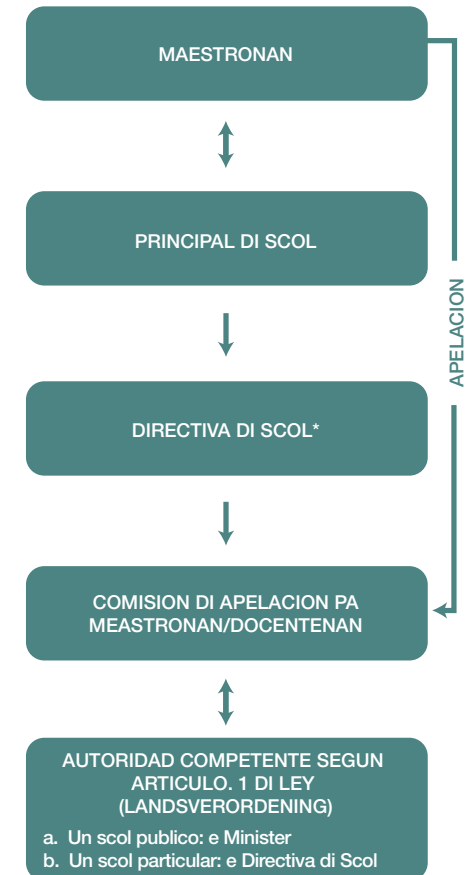 MAESTRONAN
PRINCIPAL DI SCOL
APELACION
DIRECTIVA DI SCOL*
COMISION DI APELACION PA
MEASTRONAN/DOCENTENAN
AUTORIDAD COMPETENTE SEGUN
ARTICULO. 1 DI LEY
(LANDSVERORDENING)
a. Un scol publico: e Minister
b. Un scol particular: e Directiva di Scol